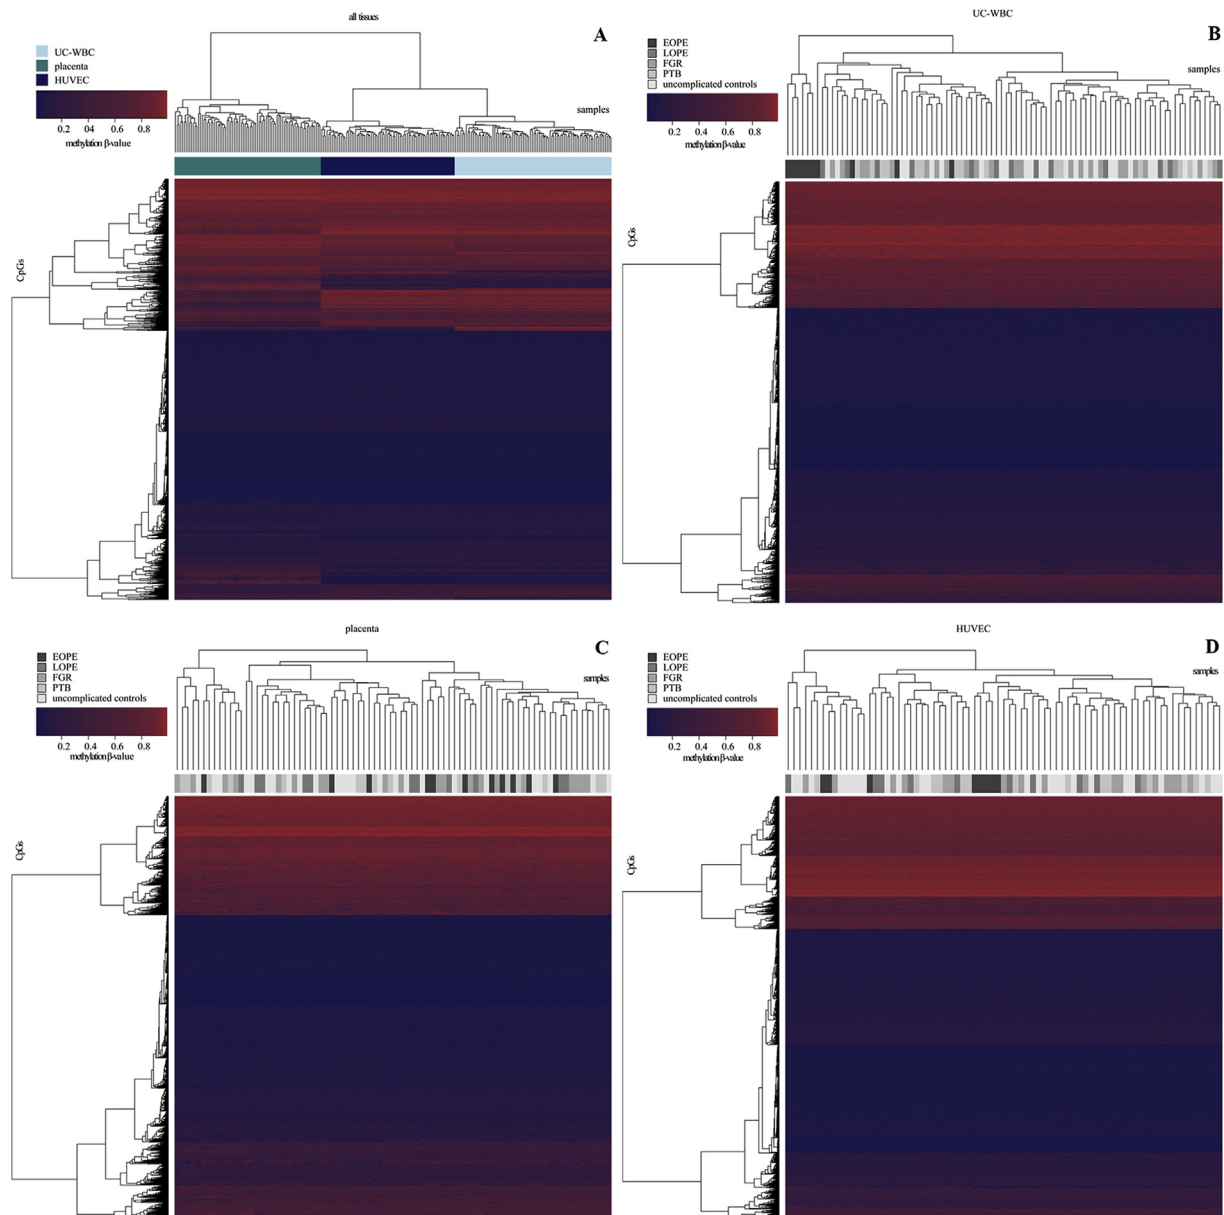 all tissues
A
UC-WBC
placenta
HUVEC
samples
0.2 04 0.6 0.8
methylation β-value
CpGs
UC-WBC
B
EOPE
LOPE
FGR
PTB
uncomplicated controls
samples
0.2 0.4 0.6 0.8
methylation β-value
CpGs
placenta
C
EOPE
LOPE
FGR
PTB
uncomplicated controls
samples
0.2 0.4 0.6 0.8
methylation β-value
CpGs
HUVEC
D
EOPE
LOPE
FGR
PTB
uncomplicated controls
samples
0.2 0.4 0.6 0.8
methylation β-value
CpGs